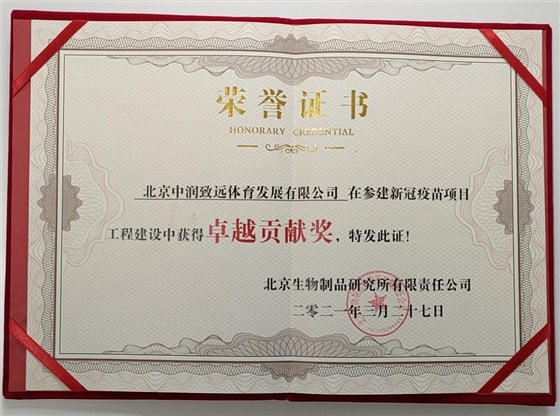 荣誉证书
HONORARY CREDENTIAL
北京中润致远体育发展有限公司 在参建新冠疫苗项目
工程建设中获得卓越贡献奖，特发此证！
北京生物制品研究所有限责任公司
二零二一年三月二十七日